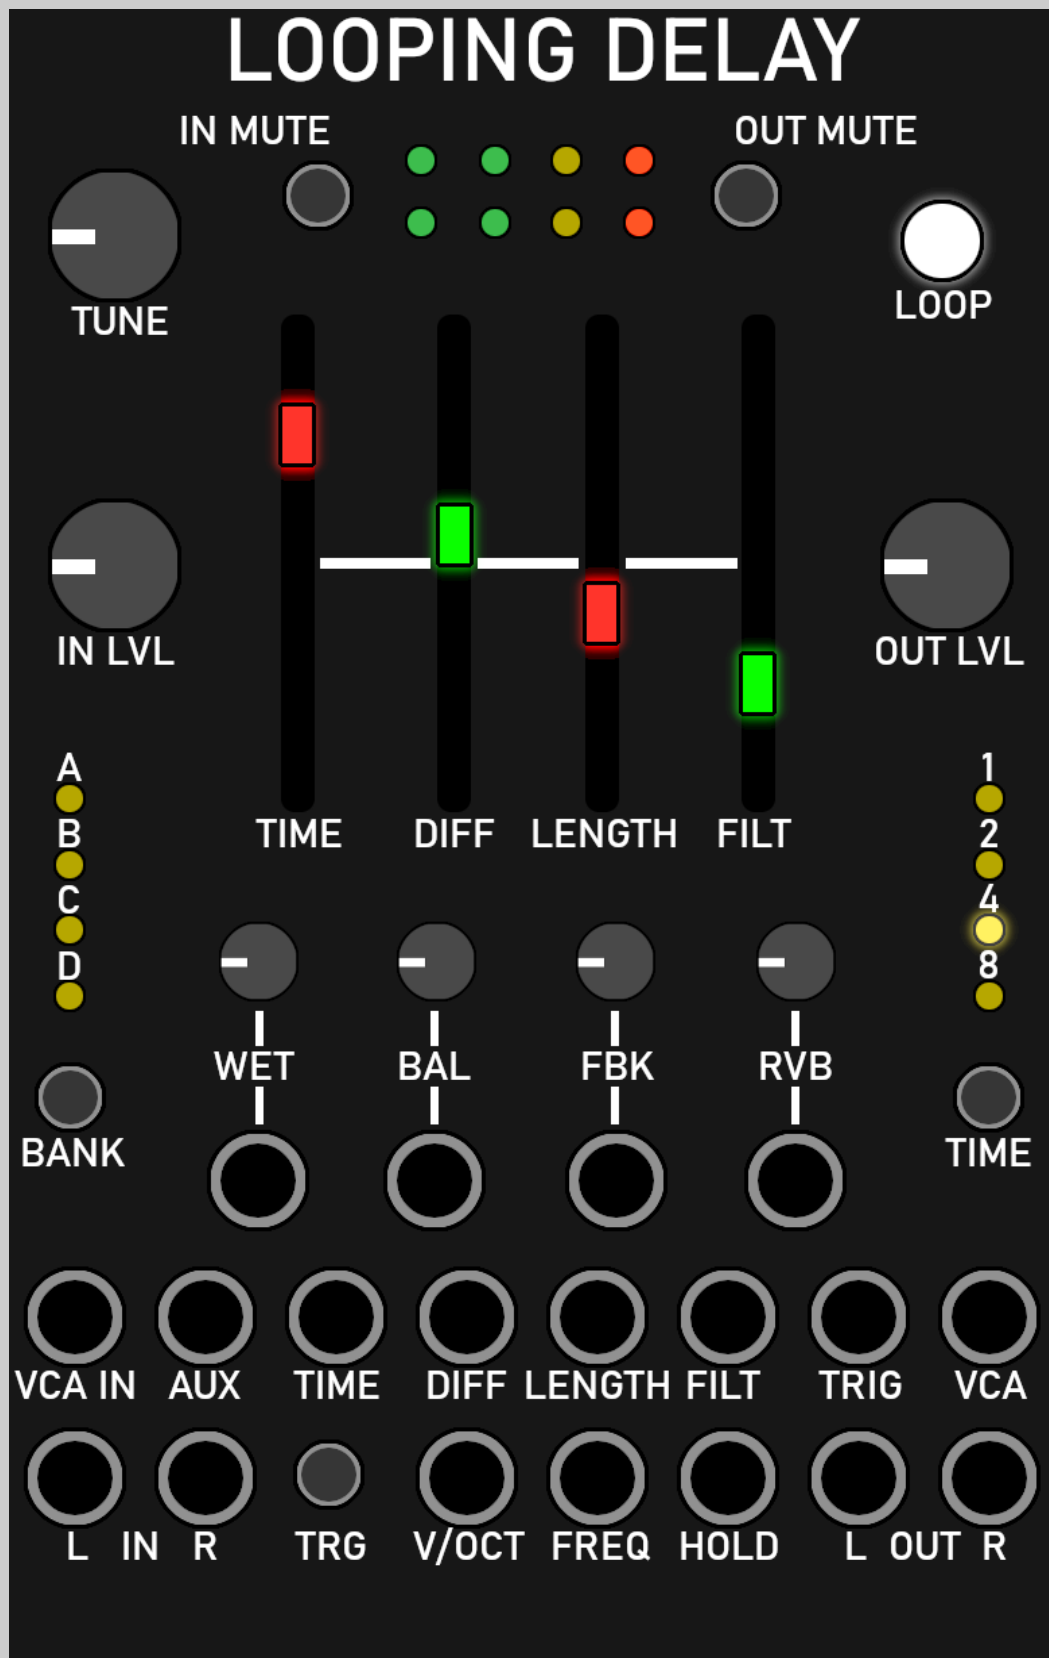 LOOPING DELAY
IN MUTE OUT MUTE
TUNE LOOP
IN LVL OUT LVL
A 1
B 2
C 4
D 8
TIME DIFF LENGTH FILT
WET BAL FBK RVB
BANK TIME
VCA IN AUX TIME DIFF LENGTH FILT TRIG VCA
L IN R TRG V/OCT FREQ HOLD L OUT R